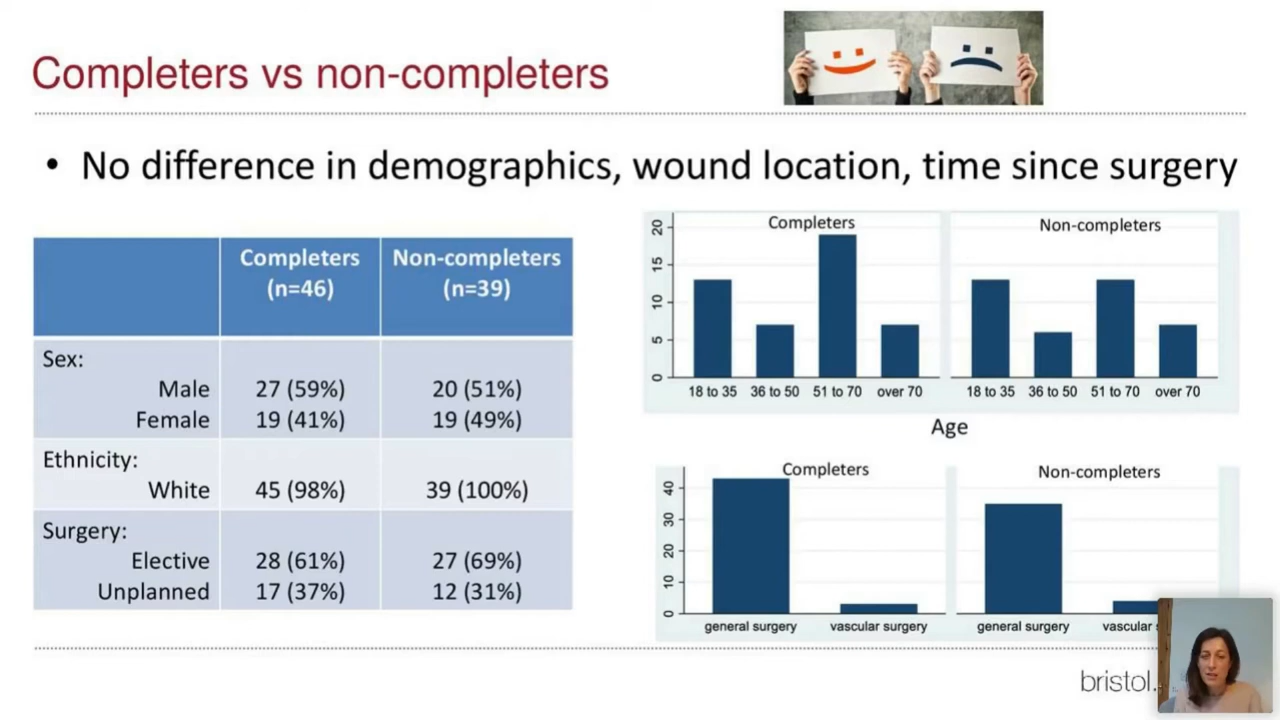 Completers vs non-completers
• No difference in demographics, wound location, time since surgery
Completers (n=46) Non-completers (n=39)
Sex:
Male 27 (59%) 20 (51%)
Female 19 (41%) 19 (49%)
Ethnicity:
White 45 (98%) 39 (100%)
Surgery:
Elective 28 (61%) 27 (69%)
Unplanned 17 (37%) 12 (31%)
Completers Non-completers
20
15
10
5
0
18 to 35 36 to 50 51 to 70 over 70 18 to 35 36 to 50 51 to 70 over 70
Age
Completers Non-completers
40
30
20
10
0
general surgery vascular surgery general surgery vascular s
bristol.